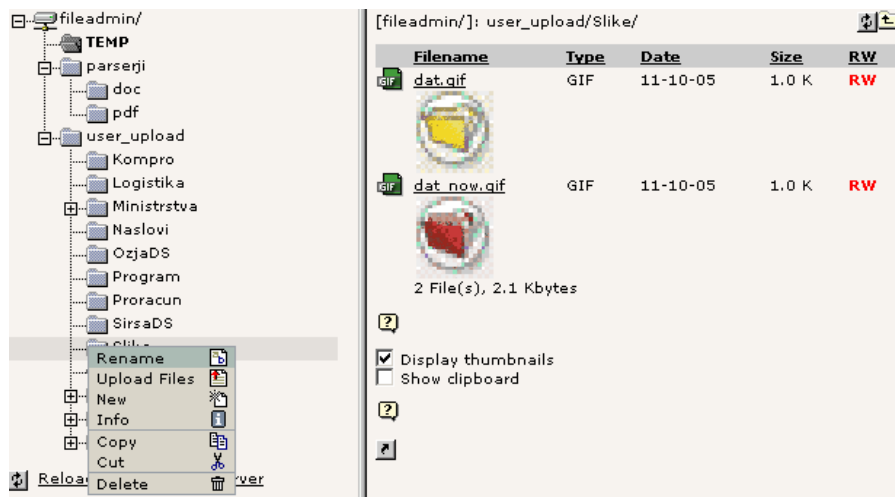 fileadmin/
TEMP
parserji
doc
pdf
user_upload
Kompro
Logistika
Ministrstva
Naslovi
OzjaDS
Program
Proracun
SirsaDS
Rename
Upload Files
New
Info
Copy
Cut
Delete
[fileadmin/]: user_upload/Slike/
Filename Type Date Size RW
GIF dat.gif GIF 11-10-05 1.0 K RW
GIF dat_now.gif GIF 11-10-05 1.0 K RW
2 File(s), 2.1 Kbytes
Display thumbnails
Show clipboard